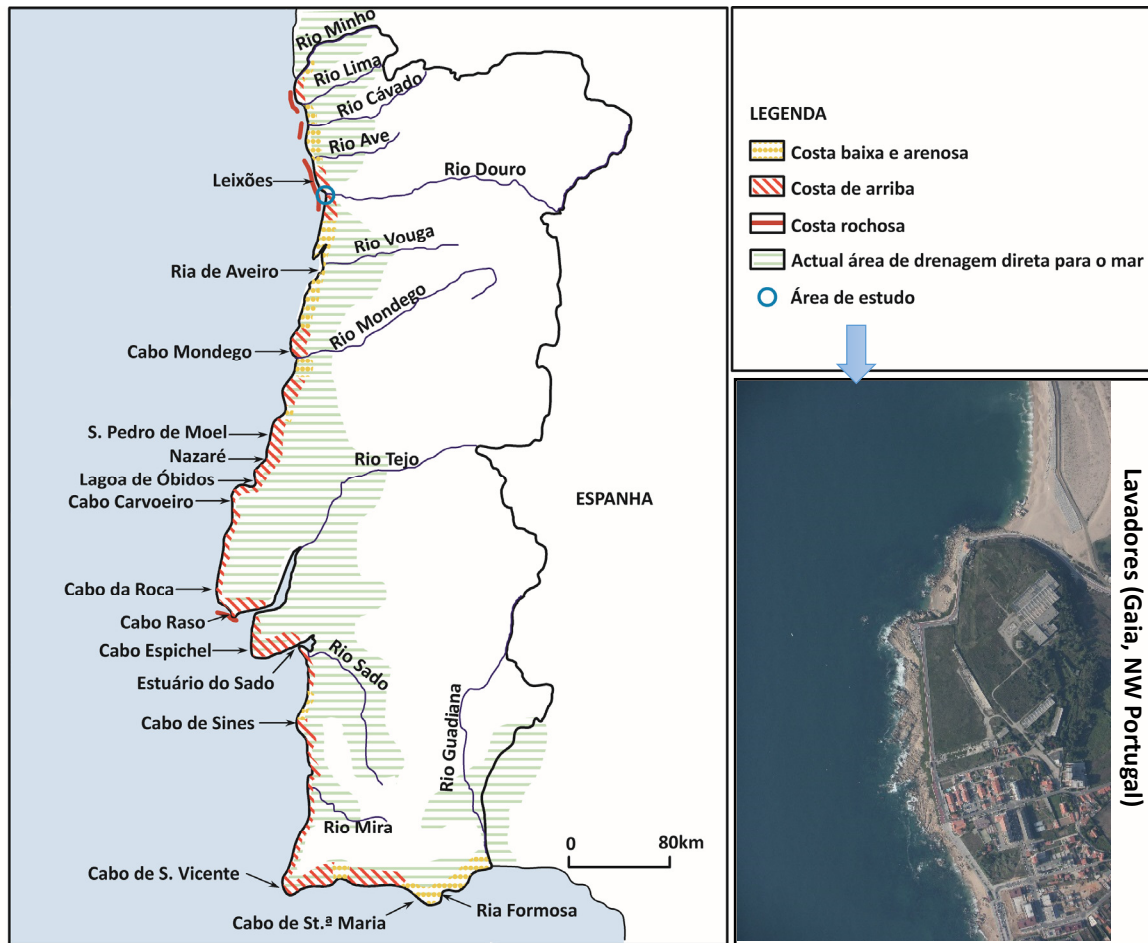 Rio Minho
Rio Lima
Rio Cávado
Rio Ave
Leixões
Rio Douro
Rio Vouga
Ria de Aveiro
Rio Mondego
Cabo Mondego
S. Pedro de Moel
Nazaré
Rio Tejo
Lagoa de Óbidos
Cabo Carvoeiro
ESPANHA
Cabo da Roca
Cabo Raso
Cabo Espichel
Rio Sado
Estuário do Sado
Cabo de Sines
Rio Guadiana
Rio Mira
0 80km
Cabo de S. Vicente
Cabo de St.ª Maria
Ria Formosa
LEGENDA
Costa baixa e arenosa
Costa de arriba
Costa rochosa
Actual área de drenagem direta para o mar
Área de estudo
Lavadores (Gaia, NW Portugal)